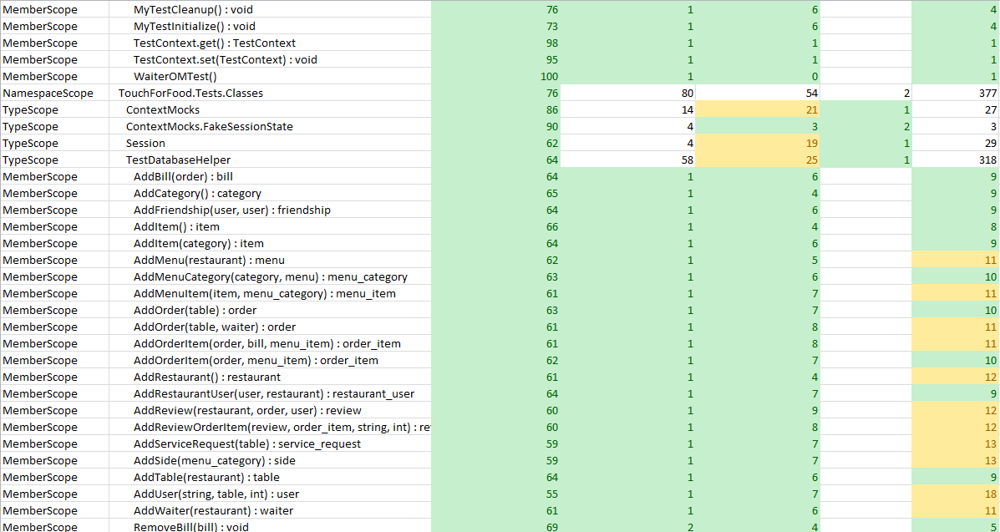 MemberScope MyTestCleanup() : void 76 1 6 4
MemberScope MyTestInitialize() : void 73 1 6 4
MemberScope TestContext.get() : TestContext 98 1 1 1
MemberScope TestContext.set(TestContext) : void 95 1 1 1
MemberScope WaiterOMTest() 100 1 0 1
NamespaceScope TouchForFood.Tests.Classes 76 80 54 2 377
TypeScope ContextMocks 86 14 21 1 27
TypeScope ContextMocks.FakeSessionState 90 4 3 2 3
TypeScope Session 62 4 19 1 29
TypeScope TestDatabaseHelper 64 58 25 1 318
MemberScope AddBill(order) : bill 64 1 6 9
MemberScope AddCategory() : category 65 1 4 9
MemberScope AddFriendship(user, user) : friendship 64 1 6 9
MemberScope AddItem() : item 66 1 4 8
MemberScope AddItem(category) : item 64 1 6 9
MemberScope AddMenu(restaurant) : menu 62 1 5 11
MemberScope AddMenuCategory(category, menu) : menu_category 63 1 6 10
MemberScope AddMenuItem(item, menu_category) : menu_item 61 1 7 11
MemberScope AddOrder(table) : order 63 1 7 10
MemberScope AddOrder(table, waiter) : order 61 1 8 11
MemberScope AddOrderItem(order, bill, menu_item) : order_item 61 1 8 11
MemberScope AddOrderItem(order, menu_item) : order_item 62 1 7 10
MemberScope AddRestaurant() : restaurant 61 1 4 12
MemberScope AddRestaurantUser(user, restaurant) : restaurant_user 64 1 7 9
MemberScope AddReview(restaurant, order, user) : review 60 1 9 12
MemberScope AddReviewOrderItem(review, order_item, string, int) : re 60 1 8 12
MemberScope AddServiceRequest(table) : service_request 59 1 7 13
MemberScope AddSide(menu_category) : side 59 1 7 13
MemberScope AddTable(restaurant) : table 64 1 6 9
MemberScope AddUser(string, table, int) : user 55 1 7 18
MemberScope AddWaiter(restaurant) : waiter 61 1 6 11
MemberScope RemoveBill(bill) : void 69 2 4 5